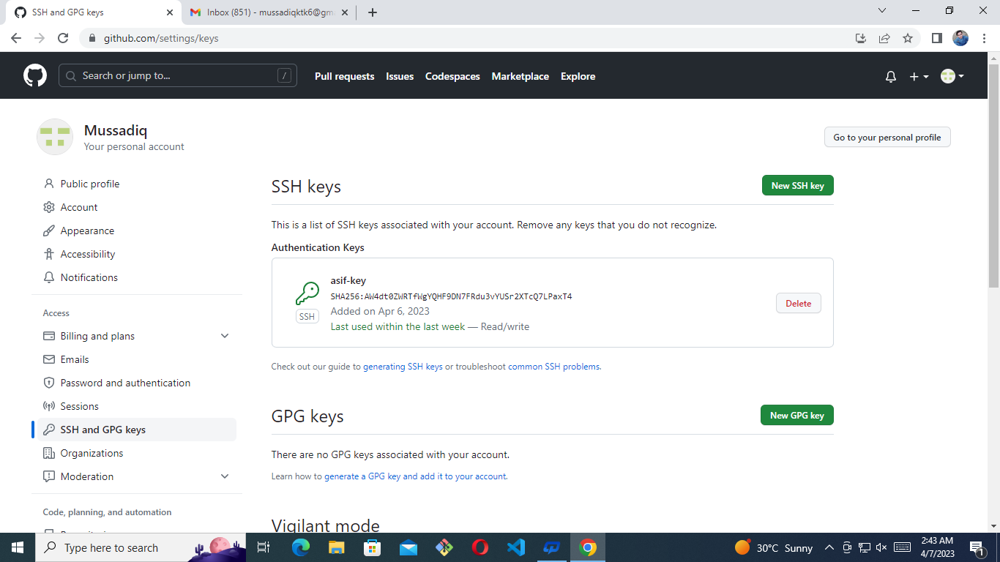 SSH and GPG keys
Inbox (851) - mussadiqktk6@gm
github.com/settings/keys
Search or jump to... /
Pull requests Issues Codespaces Marketplace Explore
Mussadiq
Your personal account
Go to your personal profile
Public profile
Account
Appearance
Accessibility
Notifications
Access
Billing and plans
Emails
Password and authentication
Sessions
SSH and GPG keys
Organizations
Moderation
Code, planning, and automation
SSH keys
New SSH key
This is a list of SSH keys associated with your account. Remove any keys that you do not recognize.
Authentication Keys
asif-key
SHA256:AW4dt0ZWRTfWgYQHF9DN7FRdu3vYUSr2XTcQ7LPaxT4
Added on Apr 6, 2023
Last used within the last week — Read/write
SSH
Delete
Check out our guide to generating SSH keys or troubleshoot common SSH problems.
GPG keys
New GPG key
There are no GPG keys associated with your account.
Learn how to generate a GPG key and add it to your account.
Vigilant mode
Type here to search
30°C Sunny
2:43 AM
4/7/2023
1